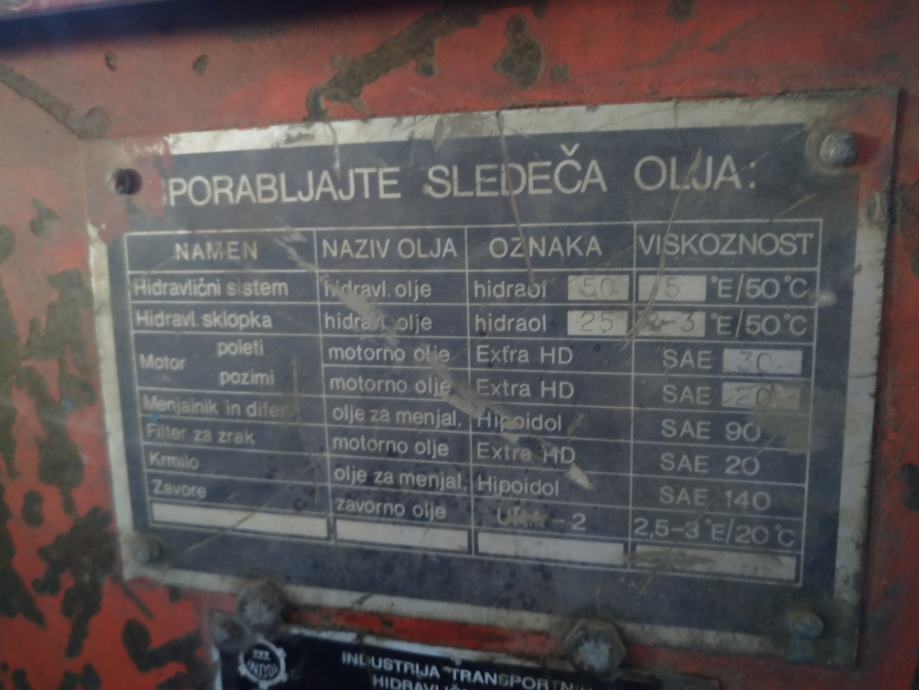 PORABLJAJTE SLEDEČA OLJA:
NAMEN NAZIV OLJA OZNAKA VISKOZNOST
Hidravlični sistem hidravl. olje hidraol 50 5 °E/50°C
Hidravl. sklopka hidravl. olje hidraol 25 2-3 °E/50°C
Motor poleti motorno olje Extra HD SAE 30
pozimi motorno olje Extra HD SAE 20
Menjalnik in difer olje za menjal. Hipoidol SAE 90
Filter za zrak motorno olje Extra HD SAE 20
Krmilo olje za menjal. Hipoidol SAE 140
Zavore zavorno olje 2 2,5-3 °E/20°C
INDUSTRIJA